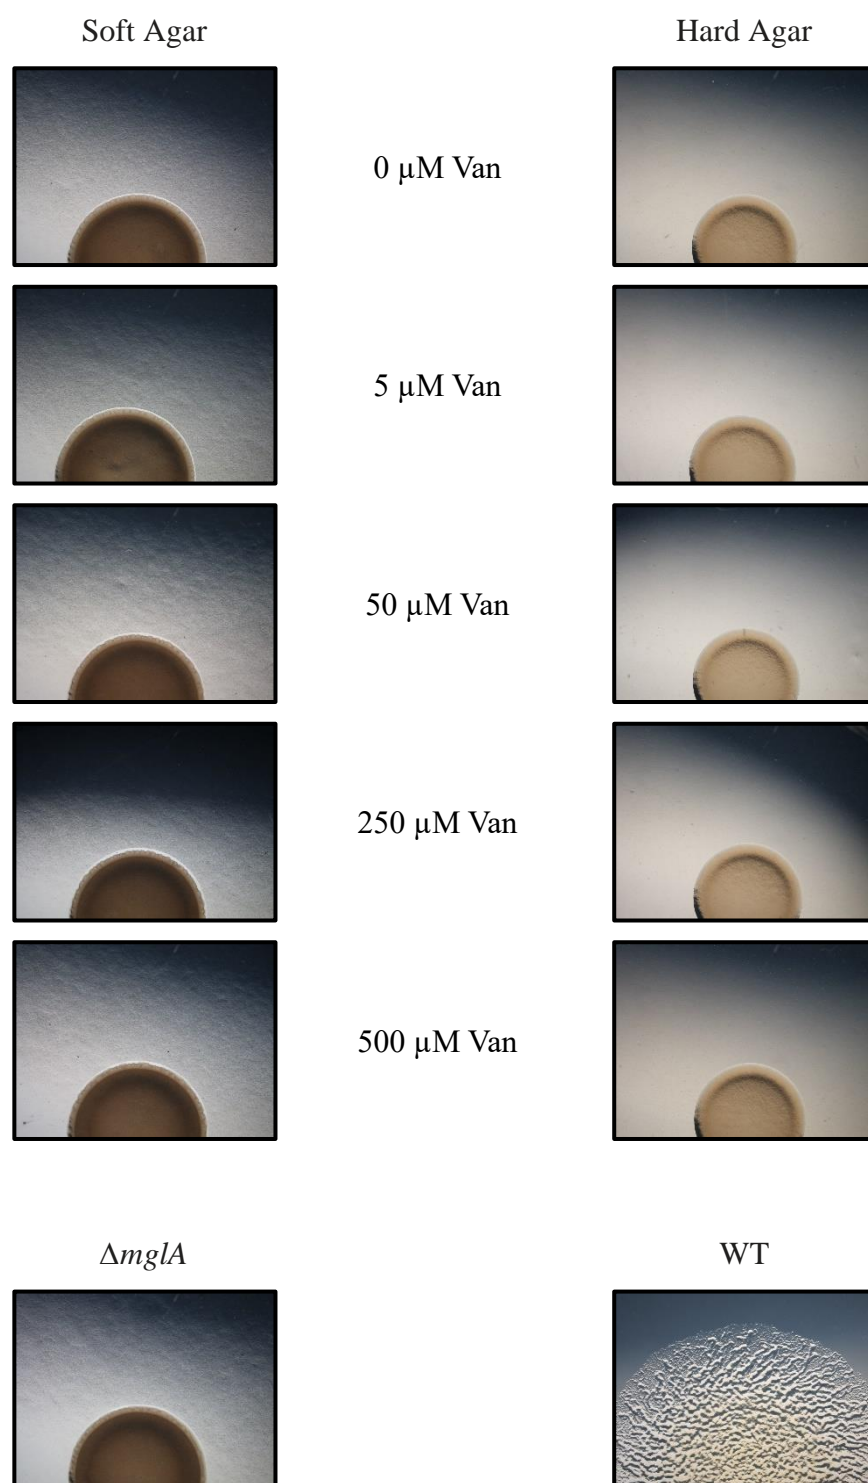 Soft Agar
Hard Agar
0 µM Van
5 µM Van
50 µM Van
250 µM Van
500 µM Van
ΔmglA
WT